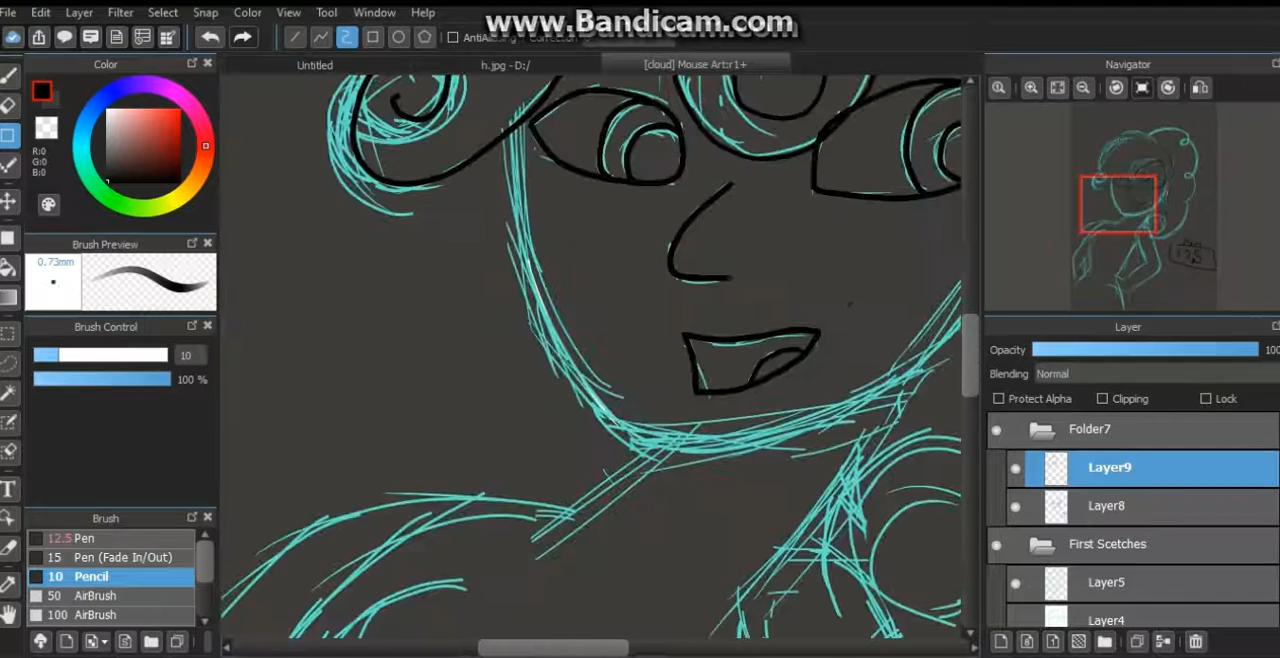 www.Bandicam.com
File Edit Layer Filter Select Snap Color View Tool Window Help
Untitled
h.jpg - D:/
[cloud] Mouse Art:r1+
Color
R:0
G:0
B:0
Brush Preview
0.73mm
Brush Control
10
100 %
Brush
12.5 Pen
15 Pen (Fade In/Out)
10 Pencil
50 AirBrush
100 AirBrush
Navigator
Layer
Opacity 100
Blending Normal
Protect Alpha Clipping Lock
Folder7
Layer9
Layer8
First Scetches
Layer5
Layer4